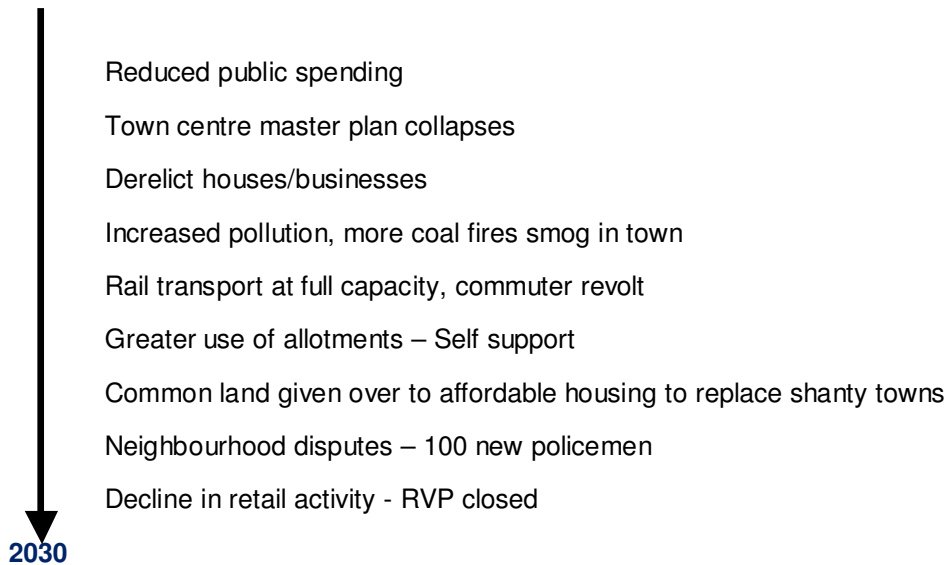 Reduced public spending
Town centre master plan collapses
Derelict houses/businesses
Increased pollution, more coal fires smog in town
Rail transport at full capacity, commuter revolt
Greater use of allotments – Self support
Common land given over to affordable housing to replace shanty towns
Neighbourhood disputes – 100 new policemen
Decline in retail activity - RVP closed
2030